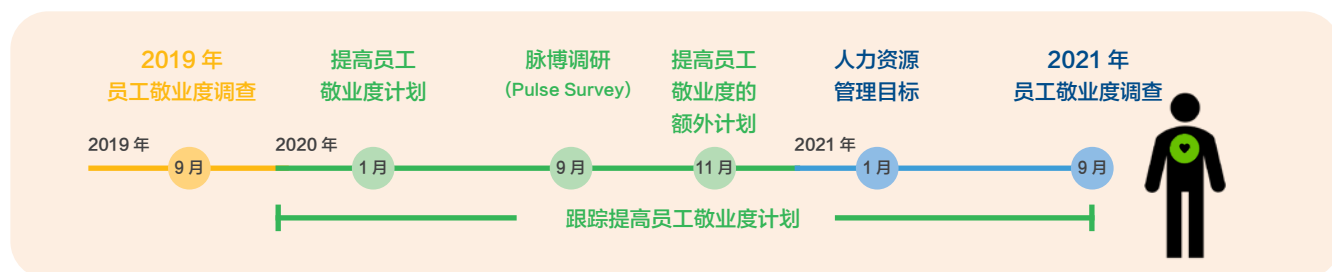 2019 年
员工敬业度调查
提高员工
敬业度计划
脉博调研
（Pulse Survey）
提高员工
敬业度的
额外计划
人力资源
管理目标
2021 年
员工敬业度调查
2019 年
2020 年
2021 年
9 月
1 月
9 月
11 月
1 月
9 月
跟踪提高员工敬业度计划